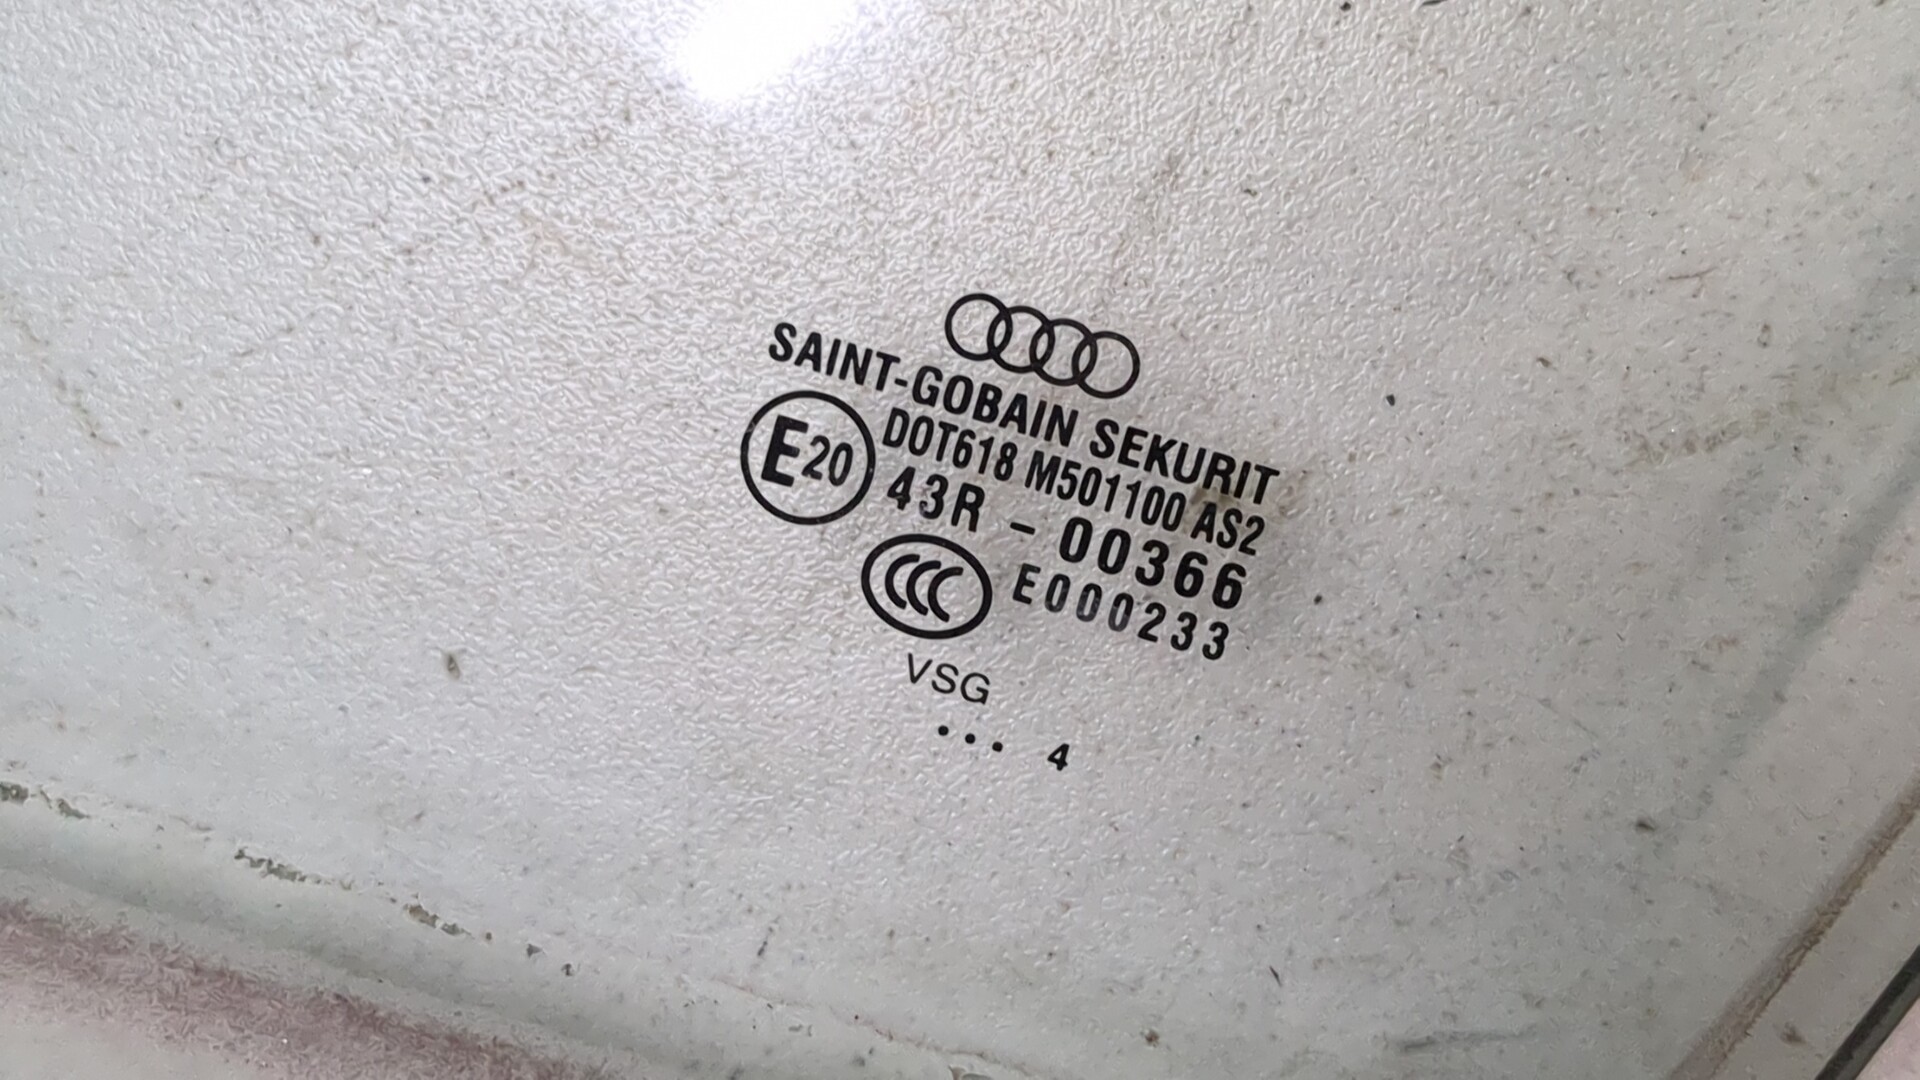 SAINT-GOBAIN SEKURIT
E20 DOT618 M501100 AS2
43R - 00366
CCC E000233
VSG
... 4